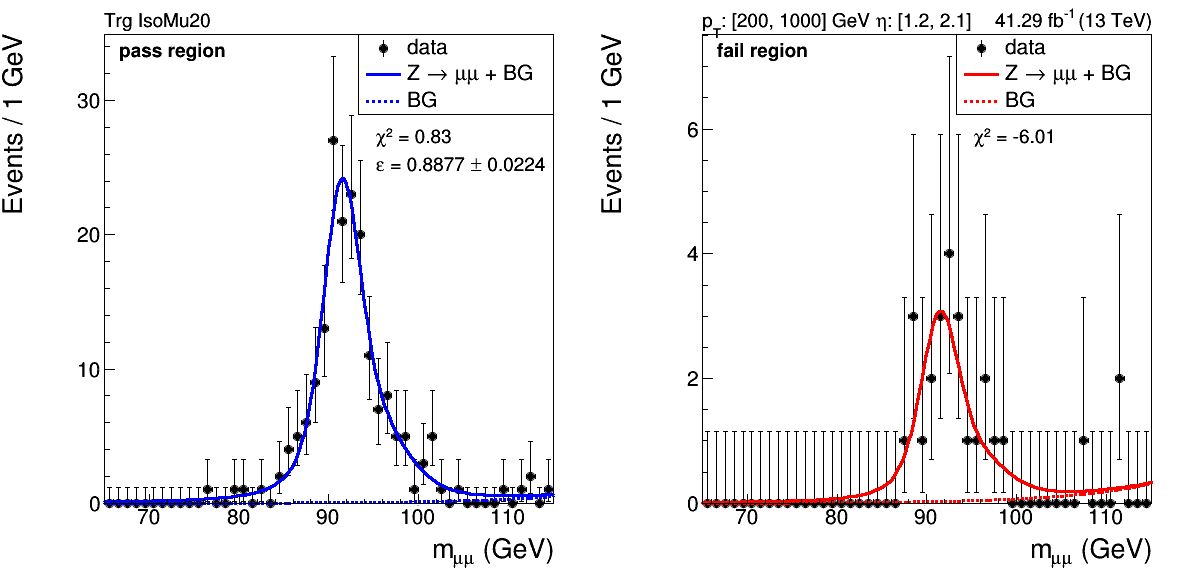 Trg IsoMu20
pass region
Events / 1 GeV
data
Z → μμ + BG
BG
χ² = 0.83
ε = 0.8877 ± 0.0224
30
20
10
0
70 80 90 100 110
m_μμ (GeV)
p_T: [200, 1000] GeV η: [1.2, 2.1] 41.29 fb⁻¹ (13 TeV)
fail region
Events / 1 GeV
data
Z → μμ + BG
BG
χ² = -6.01
6
4
2
0
70 80 90 100 110
m_μμ (GeV)